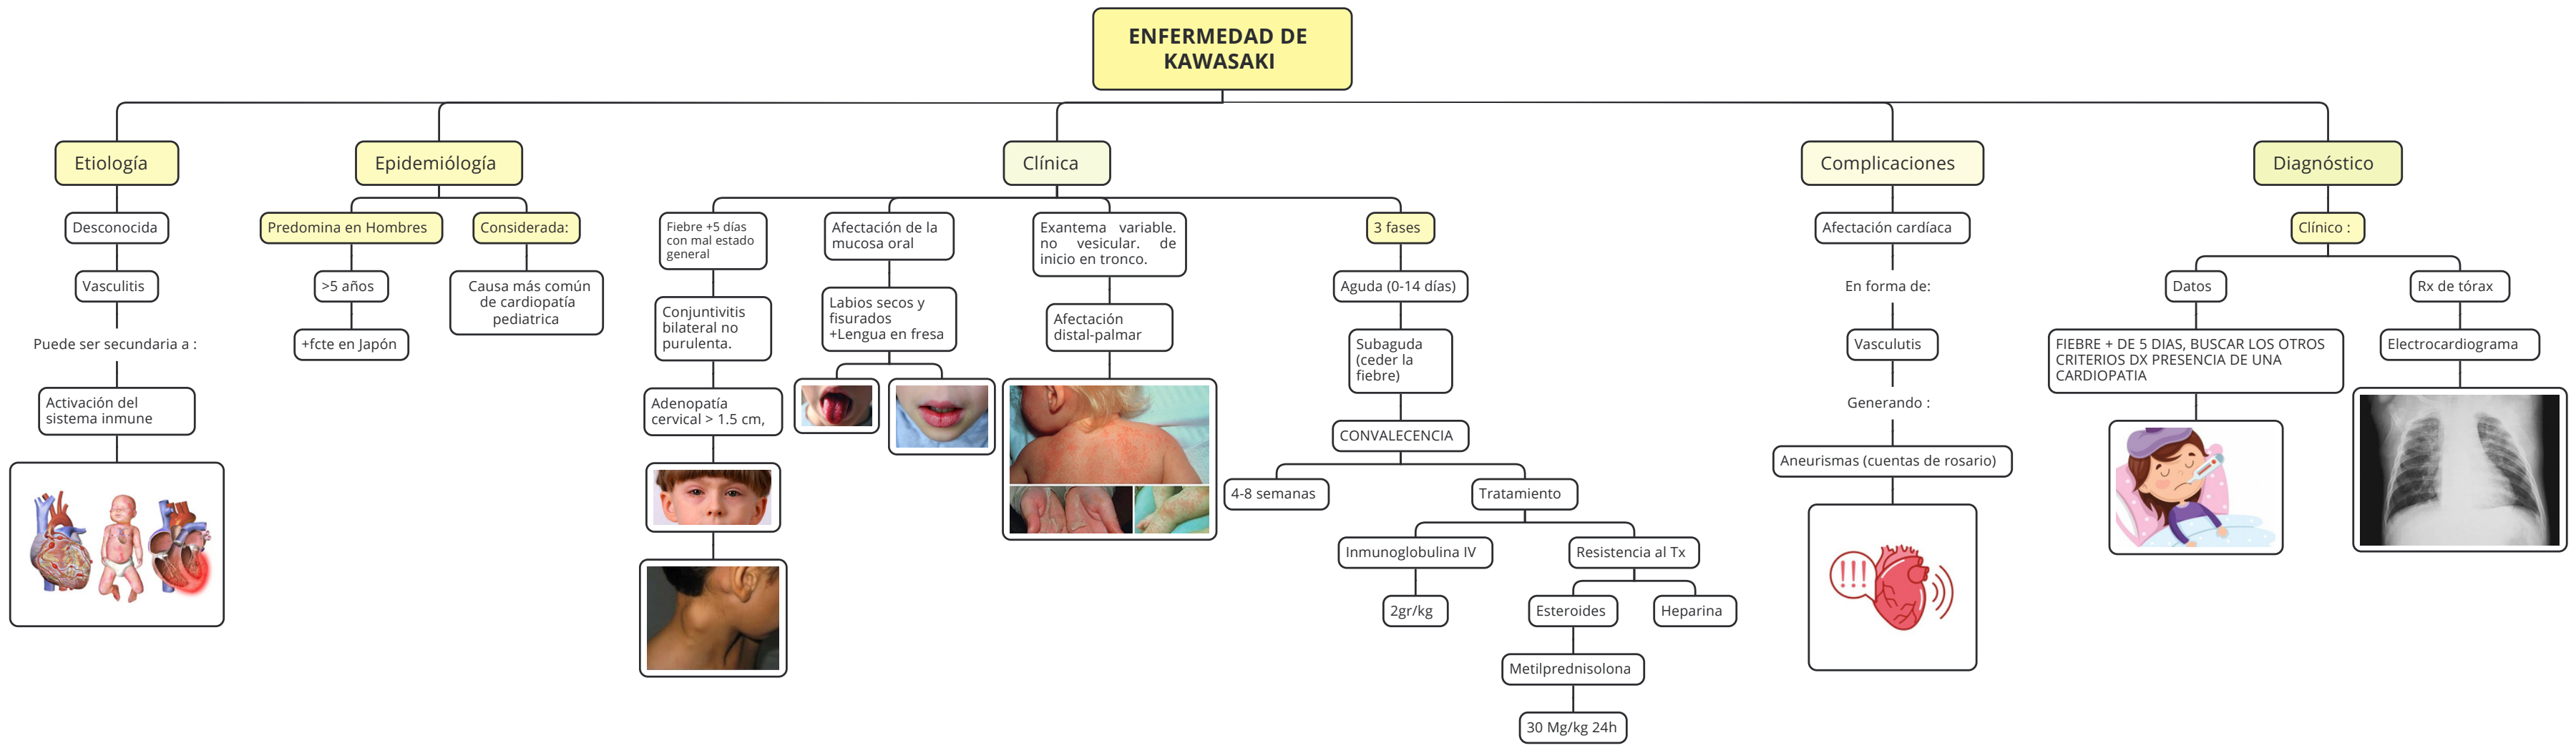 ENFERMEDAD DE
KAWASAKI
Etiología
Desconocida
Vasculitis
Puede ser secundaria a :
Activación del
sistema inmune
Epidemiólogía
Predomina en Hombres
>5 años
+fcte en Japón
Considerada:
Causa más común
de cardiopatía
pediatrica
Clínica
Fiebre +5 días
con mal estado
general
Conjuntivitis
bilateral no
purulenta.
Adenopatía
cervical > 1.5 cm,
Afectación de la
mucosa oral
Labios secos y
fisurados
+Lengua en fresa
Exantema variable.
no vesicular. de
inicio en tronco.
Afectación
distal-palmar
3 fases
Aguda (0-14 días)
Subaguda
(ceder la
fiebre)
CONVALECENCIA
4-8 semanas
Tratamiento
Inmunoglobulina IV
2gr/kg
Resistencia al Tx
Esteroides
Metilprednisolona
30 Mg/kg 24h
Heparina
Complicaciones
Afectación cardíaca
En forma de:
Vasculutis
Generando :
Aneurismas (cuentas de rosario)
!!!
Diagnóstico
Clínico :
Datos
FIEBRE + DE 5 DIAS, BUSCAR LOS OTROS
CRITERIOS DX PRESENCIA DE UNA
CARDIOPATIA
Rx de tórax
Electrocardiograma